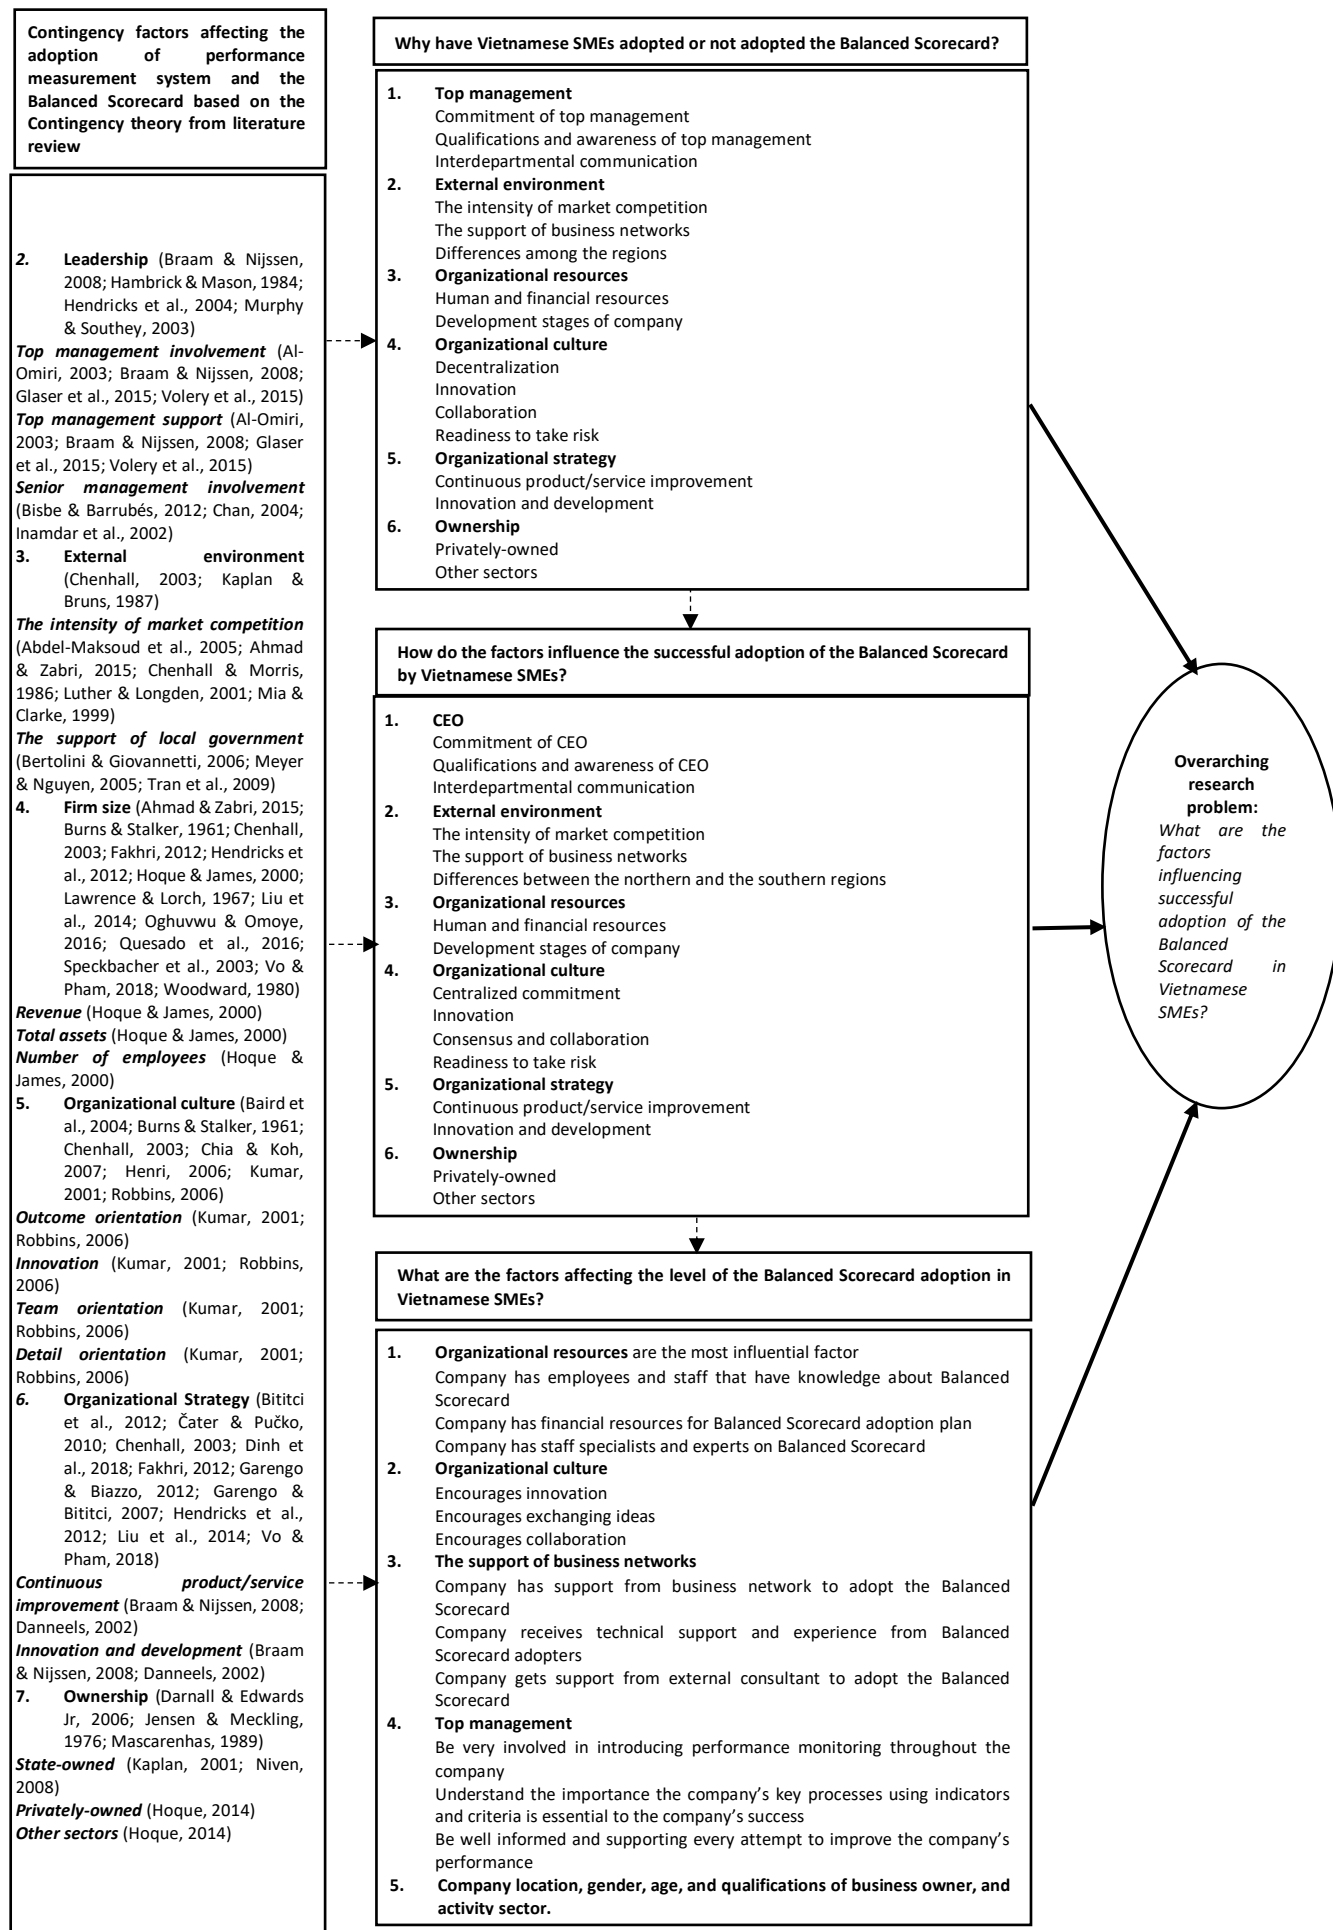 Contingency factors affecting the
adoption of performance
measurement system and the
Balanced Scorecard based on the
Contingency theory from literature
review
2. Leadership (Braam & Nijssen,
2008; Hambrick & Mason, 1984;
Hendricks et al., 2004; Murphy
& Southey, 2003)
Top management involvement (Al-
Omiri, 2003; Braam & Nijssen, 2008;
Glaser et al., 2015; Volery et al., 2015)
Top management support (Al-Omiri,
2003; Braam & Nijssen, 2008; Glaser
et al., 2015; Volery et al., 2015)
Senior management involvement
(Bisbe & Barrubés, 2012; Chan, 2004;
Inamdar et al., 2002)
3. External environment
(Chenhall, 2003; Kaplan &
Bruns, 1987)
The intensity of market competition
(Abdel-Maksoud et al., 2005; Ahmad
& Zabri, 2015; Chenhall & Morris,
1986; Luther & Longden, 2001; Mia &
Clarke, 1999)
The support of local government
(Bertolini & Giovannetti, 2006; Meyer
& Nguyen, 2005; Tran et al., 2009)
4. Firm size (Ahmad & Zabri, 2015;
Burns & Stalker, 1961; Chenhall,
2003; Fakhri, 2012; Hendricks et
al., 2012; Hoque & James, 2000;
Lawrence & Lorch, 1967; Liu et
al., 2014; Oghuvwu & Omoye,
2016; Quesado et al., 2016;
Speckbacher et al., 2003; Vo &
Pham, 2018; Woodward, 1980)
Revenue (Hoque & James, 2000)
Total assets (Hoque & James, 2000)
Number of employees (Hoque &
James, 2000)
5. Organizational culture (Baird et
al., 2004; Burns & Stalker, 1961;
Chenhall, 2003; Chia & Koh,
2007; Henri, 2006; Kumar,
2001; Robbins, 2006)
Outcome orientation (Kumar, 2001;
Robbins, 2006)
Innovation (Kumar, 2001; Robbins,
2006)
Team orientation (Kumar, 2001;
Robbins, 2006)
Detail orientation (Kumar, 2001;
Robbins, 2006)
6. Organizational Strategy (Bititci
et al., 2012; Čater & Pučko,
2010; Chenhall, 2003; Dinh et
al., 2018; Fakhri, 2012; Garengo
& Biazzo, 2012; Garengo &
Bititci, 2007; Hendricks et al.,
2012; Liu et al., 2014; Vo &
Pham, 2018)
Continuous product/service
improvement (Braam & Nijssen, 2008;
Danneels, 2002)
Innovation and development (Braam
& Nijssen, 2008; Danneels, 2002)
7. Ownership (Darnall & Edwards
Jr, 2006; Jensen & Meckling,
1976; Mascarenhas, 1989)
State-owned (Kaplan, 2001; Niven,
2008)
Privately-owned (Hoque, 2014)
Other sectors (Hoque, 2014)
Why have Vietnamese SMEs adopted or not adopted the Balanced Scorecard?
1. Top management
Commitment of top management
Qualifications and awareness of top management
Interdepartmental communication
2. External environment
The intensity of market competition
The support of business networks
Differences among the regions
3. Organizational resources
Human and financial resources
Development stages of company
4. Organizational culture
Decentralization
Innovation
Collaboration
Readiness to take risk
5. Organizational strategy
Continuous product/service improvement
Innovation and development
6. Ownership
Privately-owned
Other sectors
How do the factors influence the successful adoption of the Balanced Scorecard
by Vietnamese SMEs?
1. CEO
Commitment of CEO
Qualifications and awareness of CEO
Interdepartmental communication
2. External environment
The intensity of market competition
The support of business networks
Differences between the northern and the southern regions
3. Organizational resources
Human and financial resources
Development stages of company
4. Organizational culture
Centralized commitment
Innovation
Consensus and collaboration
Readiness to take risk
5. Organizational strategy
Continuous product/service improvement
Innovation and development
6. Ownership
Privately-owned
Other sectors
What are the factors affecting the level of the Balanced Scorecard adoption in
Vietnamese SMEs?
1. Organizational resources are the most influential factor
Company has employees and staff that have knowledge about Balanced
Scorecard
Company has financial resources for Balanced Scorecard adoption plan
Company has staff specialists and experts on Balanced Scorecard
2. Organizational culture
Encourages innovation
Encourages exchanging ideas
Encourages collaboration
3. The support of business networks
Company has support from business network to adopt the Balanced
Scorecard
Company receives technical support and experience from Balanced
Scorecard adopters
Company gets support from external consultant to adopt the Balanced
Scorecard
4. Top management
Be very involved in introducing performance monitoring throughout the
company
Understand the importance the company's key processes using indicators
and criteria is essential to the company's success
Be well informed and supporting every attempt to improve the company's
performance
5. Company location, gender, age, and qualifications of business owner, and
activity sector.
Overarching
research
problem:
What are the
factors
influencing
successful
adoption of the
Balanced
Scorecard in
Vietnamese
SMEs?